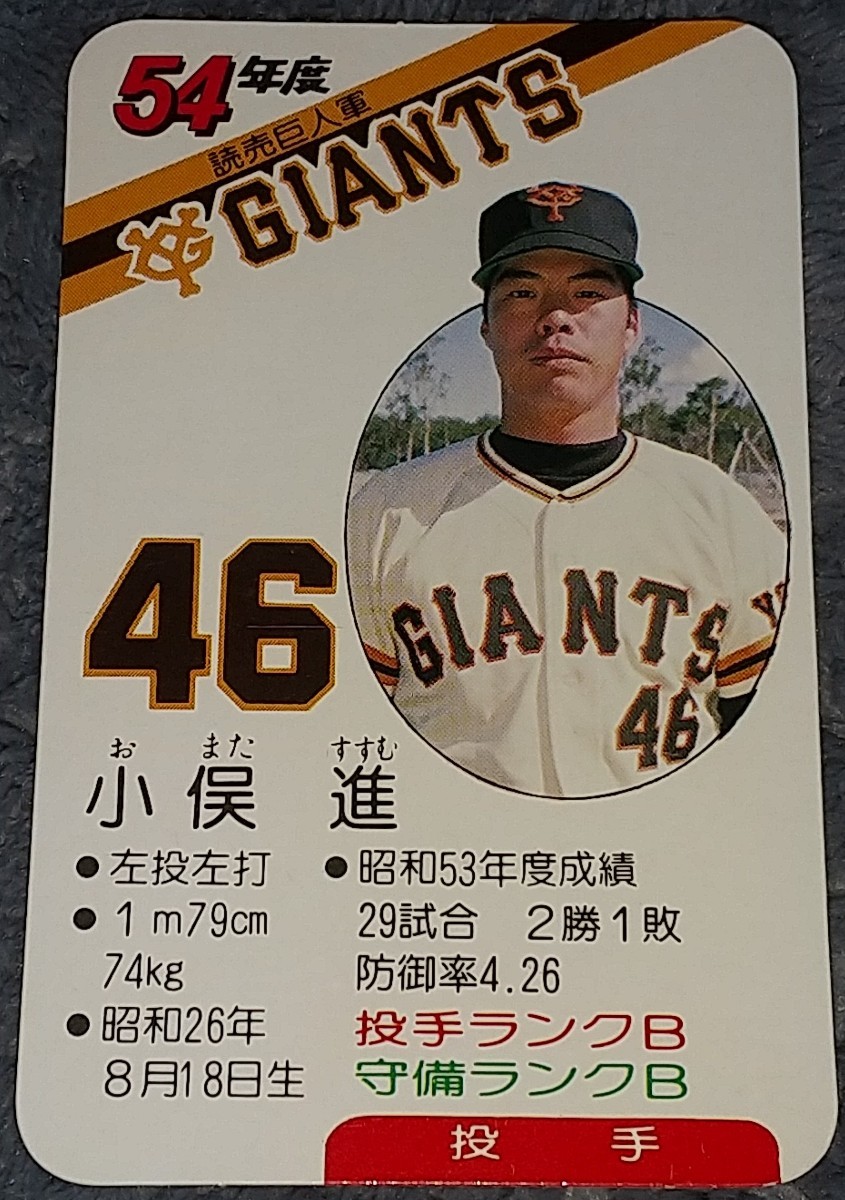 54年度
読売巨人軍
GIANTS
YG
GIANTS
46
46
お また すすむ
小俣 進
●左投左打
●1m79cm
74kg
●昭和26年
8月18日生
●昭和53年度成績
29試合 2勝1敗
防御率4.26
投手ランクB
守備ランクB
投手